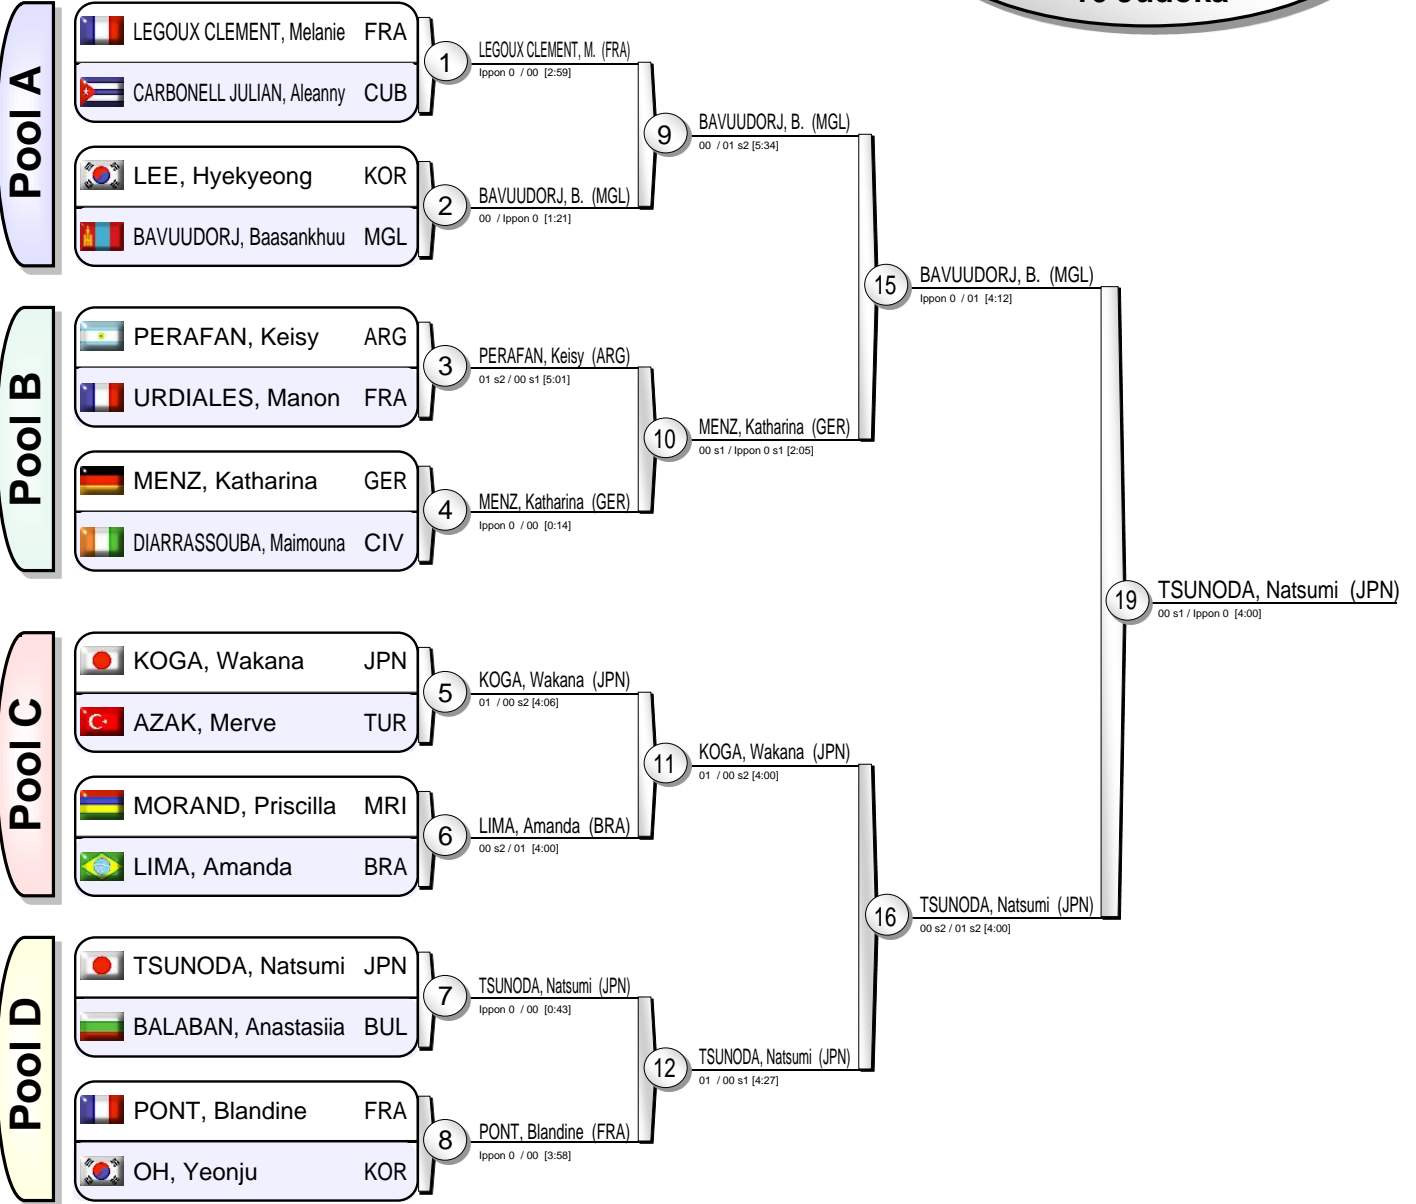 Pool A
LEGOUX CLEMENT, Melanie FRA
CARBONELL JULIAN, Aleanny CUB
LEE, Hyekyeong KOR
BAVUUDORJ, Baasankhuu MGL
1
LEGOUX CLEMENT, M. (FRA)
Ippon 0 / 00 [2:59]
2
BAVUUDORJ, B. (MGL)
00 / Ippon 0 [1:21]
9
BAVUUDORJ, B. (MGL)
00 / 01 s2 [5:34]
Pool B
PERAFAN, Keisy ARG
URDIALES, Manon FRA
MENZ, Katharina GER
DIARRASSOUBA, Maimouna CIV
3
PERAFAN, Keisy (ARG)
01 s2 / 00 s1 [5:01]
4
MENZ, Katharina (GER)
Ippon 0 / 00 [0:14]
10
MENZ, Katharina (GER)
00 s1 / Ippon 0 s1 [2:05]
15
BAVUUDORJ, B. (MGL)
Ippon 0 / 01 [4:12]
Pool C
KOGA, Wakana JPN
AZAK, Merve TUR
MORAND, Priscilla MRI
LIMA, Amanda BRA
5
KOGA, Wakana (JPN)
01 / 00 s2 [4:06]
6
LIMA, Amanda (BRA)
00 s2 / 01 [4:00]
11
KOGA, Wakana (JPN)
01 / 00 s2 [4:00]
Pool D
TSUNODA, Natsumi JPN
BALABAN, Anastasiia BUL
PONT, Blandine FRA
OH, Yeonju KOR
7
TSUNODA, Natsumi (JPN)
Ippon 0 / 00 [0:43]
8
PONT, Blandine (FRA)
Ippon 0 / 00 [3:58]
12
TSUNODA, Natsumi (JPN)
01 / 00 s1 [4:27]
16
TSUNODA, Natsumi (JPN)
00 s2 / 01 s2 [4:00]
19
TSUNODA, Natsumi (JPN)
00 s1 / Ippon 0 [4:00]